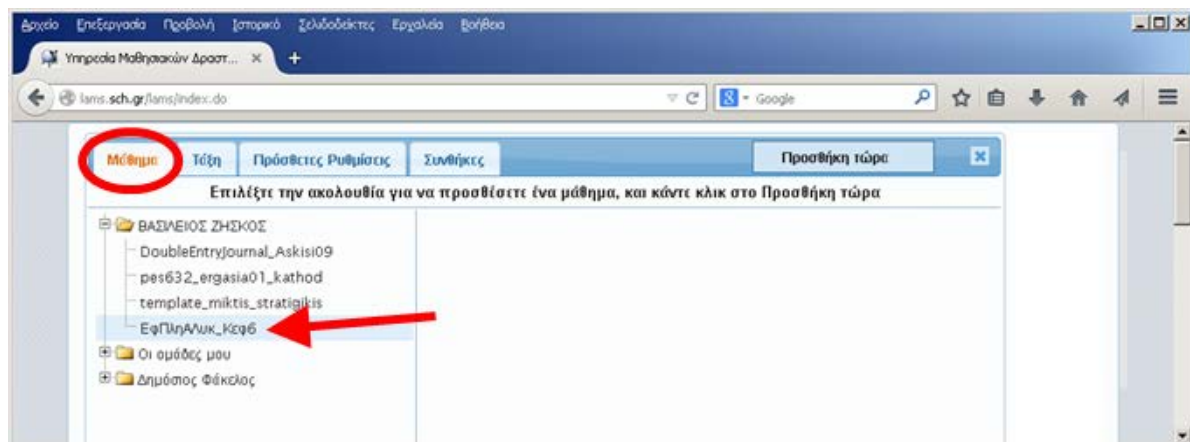 Αρχείο Επεξεργασία Προβολή Ιστορικό Σελιδοδείκτες Εργαλεία Βοήθεια
Υπηρεσία Μαθησιακών Δραστ...
lams.sch.gr/lams/index.do Google
Μάθημα Τάξη Πρόσθετες Ρυθμίσεις Συνθήκες Προσθήκη τώρα
Επιλέξτε την ακολουθία για να προσθέσετε ένα μάθημα, και κάντε κλικ στο Προσθήκη τώρα
ΒΑΣΙΛΕΙΟΣ ΖΗΣΚΟΣ
DoubleEntryJournal_Askisi09
pes632_ergasia01_kathod
template_miktis_stratigikis
ΕφΠληΑΛυκ_Κεφ6
Οι ομάδες μου
Δημόσιος Φάκελος